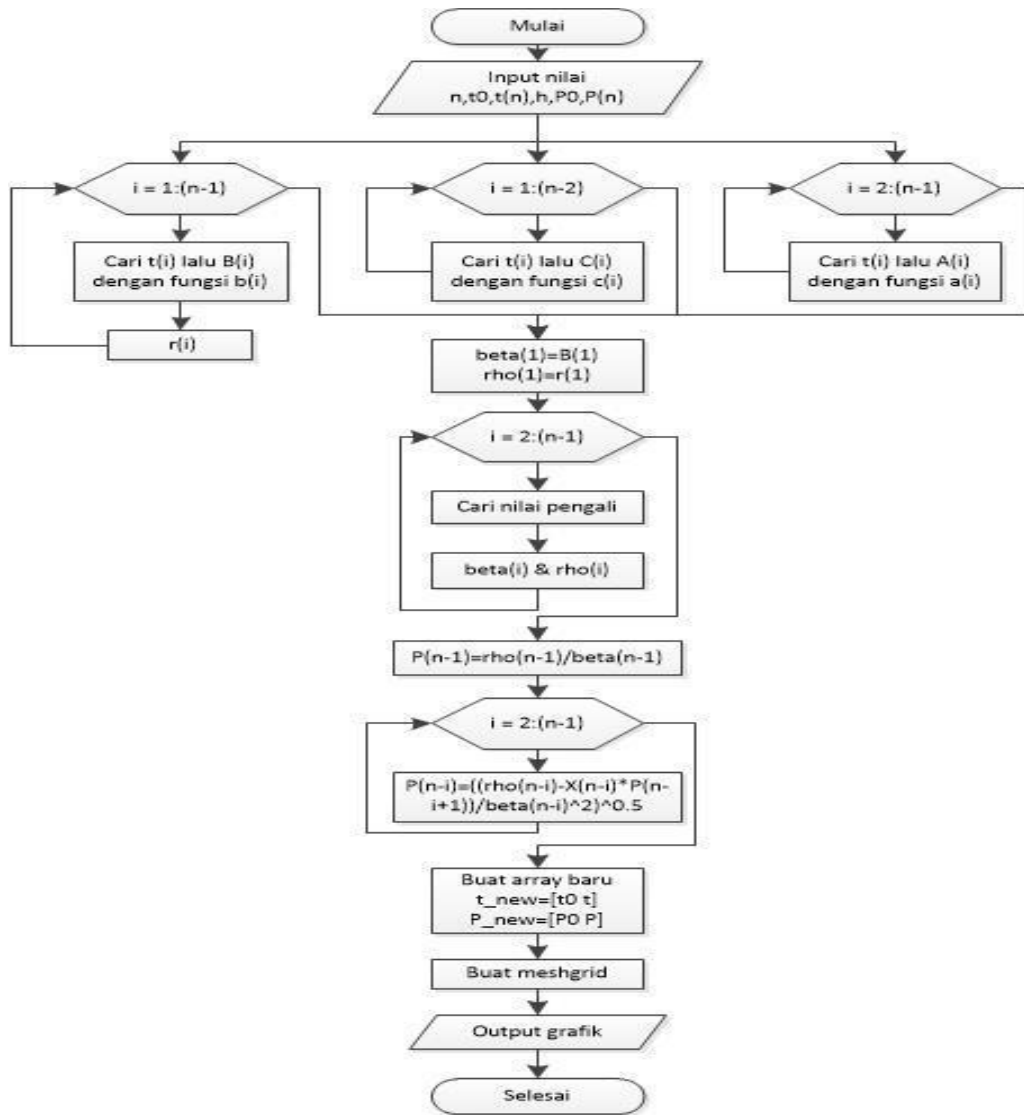 Mulai
Input nilai
n,t0,t(n),h,P0,P(n)
i = 1:(n-1)
i = 1:(n-2)
i = 2:(n-1)
Cari t(i) lalu B(i)
dengan fungsi b(i)
Cari t(i) lalu C(i)
dengan fungsi c(i)
Cari t(i) lalu A(i)
dengan fungsi a(i)
r(i)
beta(1)=B(1)
rho(1)=r(1)
i = 2:(n-1)
Cari nilai pengali
beta(i) & rho(i)
P(n-1)=rho(n-1)/beta(n-1)
i = 2:(n-1)
P(n-i)=((rho(n-i)-X(n-i)*P(n-
i+1))/beta(n-i)^2)^0.5
Buat array baru
t_new=[t0 t]
P_new=[P0 P]
Buat meshgrid
Output grafik
Selesai